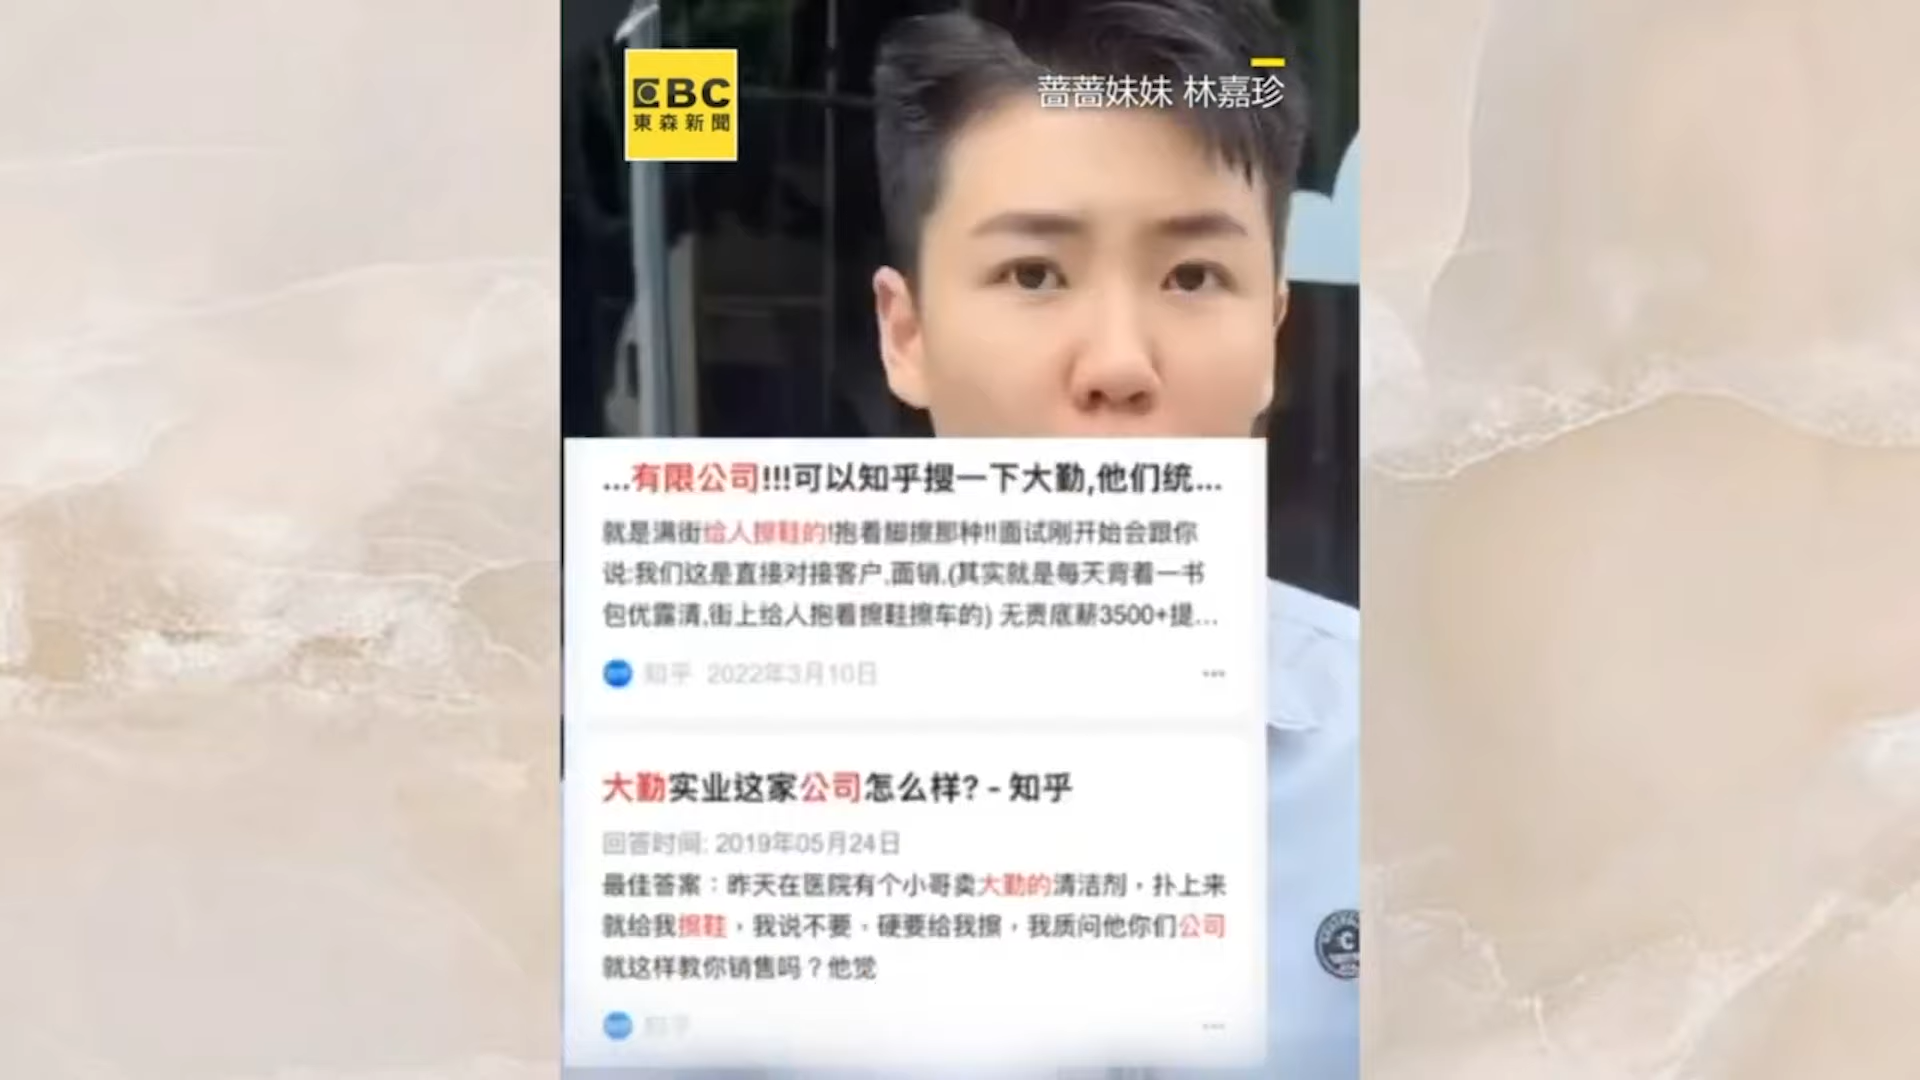 EBC
東森新聞
蔷蔷妹妹 林嘉珍
...有限公司!!!可以知乎搜一下大勤,他们统...
就是满街给人擦鞋的!抱着脚擦那种!!面试刚开始会跟你
说:我们这是直接对接客户,面销,(其实就是每天背着一书
包优露清,街上给人抱着擦鞋擦车的) 无责底薪3500+提...
知乎 2022年3月10日
大勤实业这家公司怎么样? - 知乎
回答时间: 2019年05月24日
最佳答案：昨天在医院有个小哥卖大勤的清洁剂，扑上来
就给我擦鞋，我说不要，硬要给我擦，我质问他你们公司
就这样教你销售吗？他觉
知乎